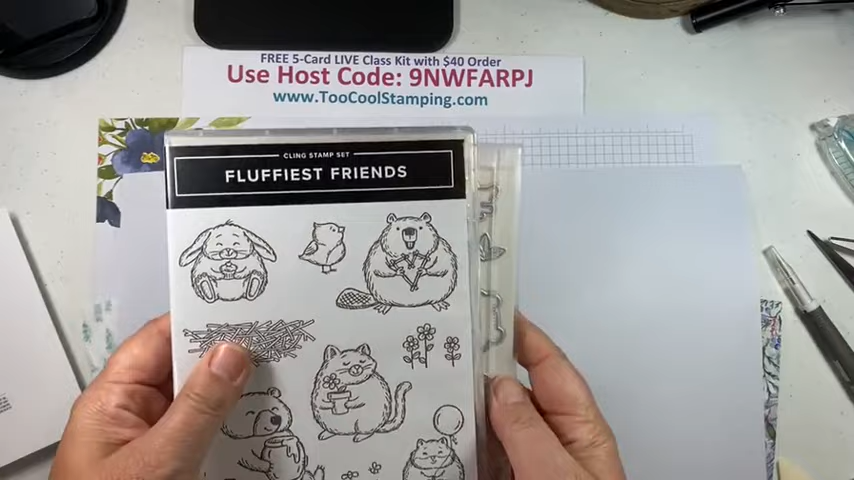 FREE 5-Card LIVE Class Kit with $40 Order
Use Host Code: 9NWFARPJ
www.TooCoolStamping.com
CLING STAMP SET
FLUFFIEST FRIENDS